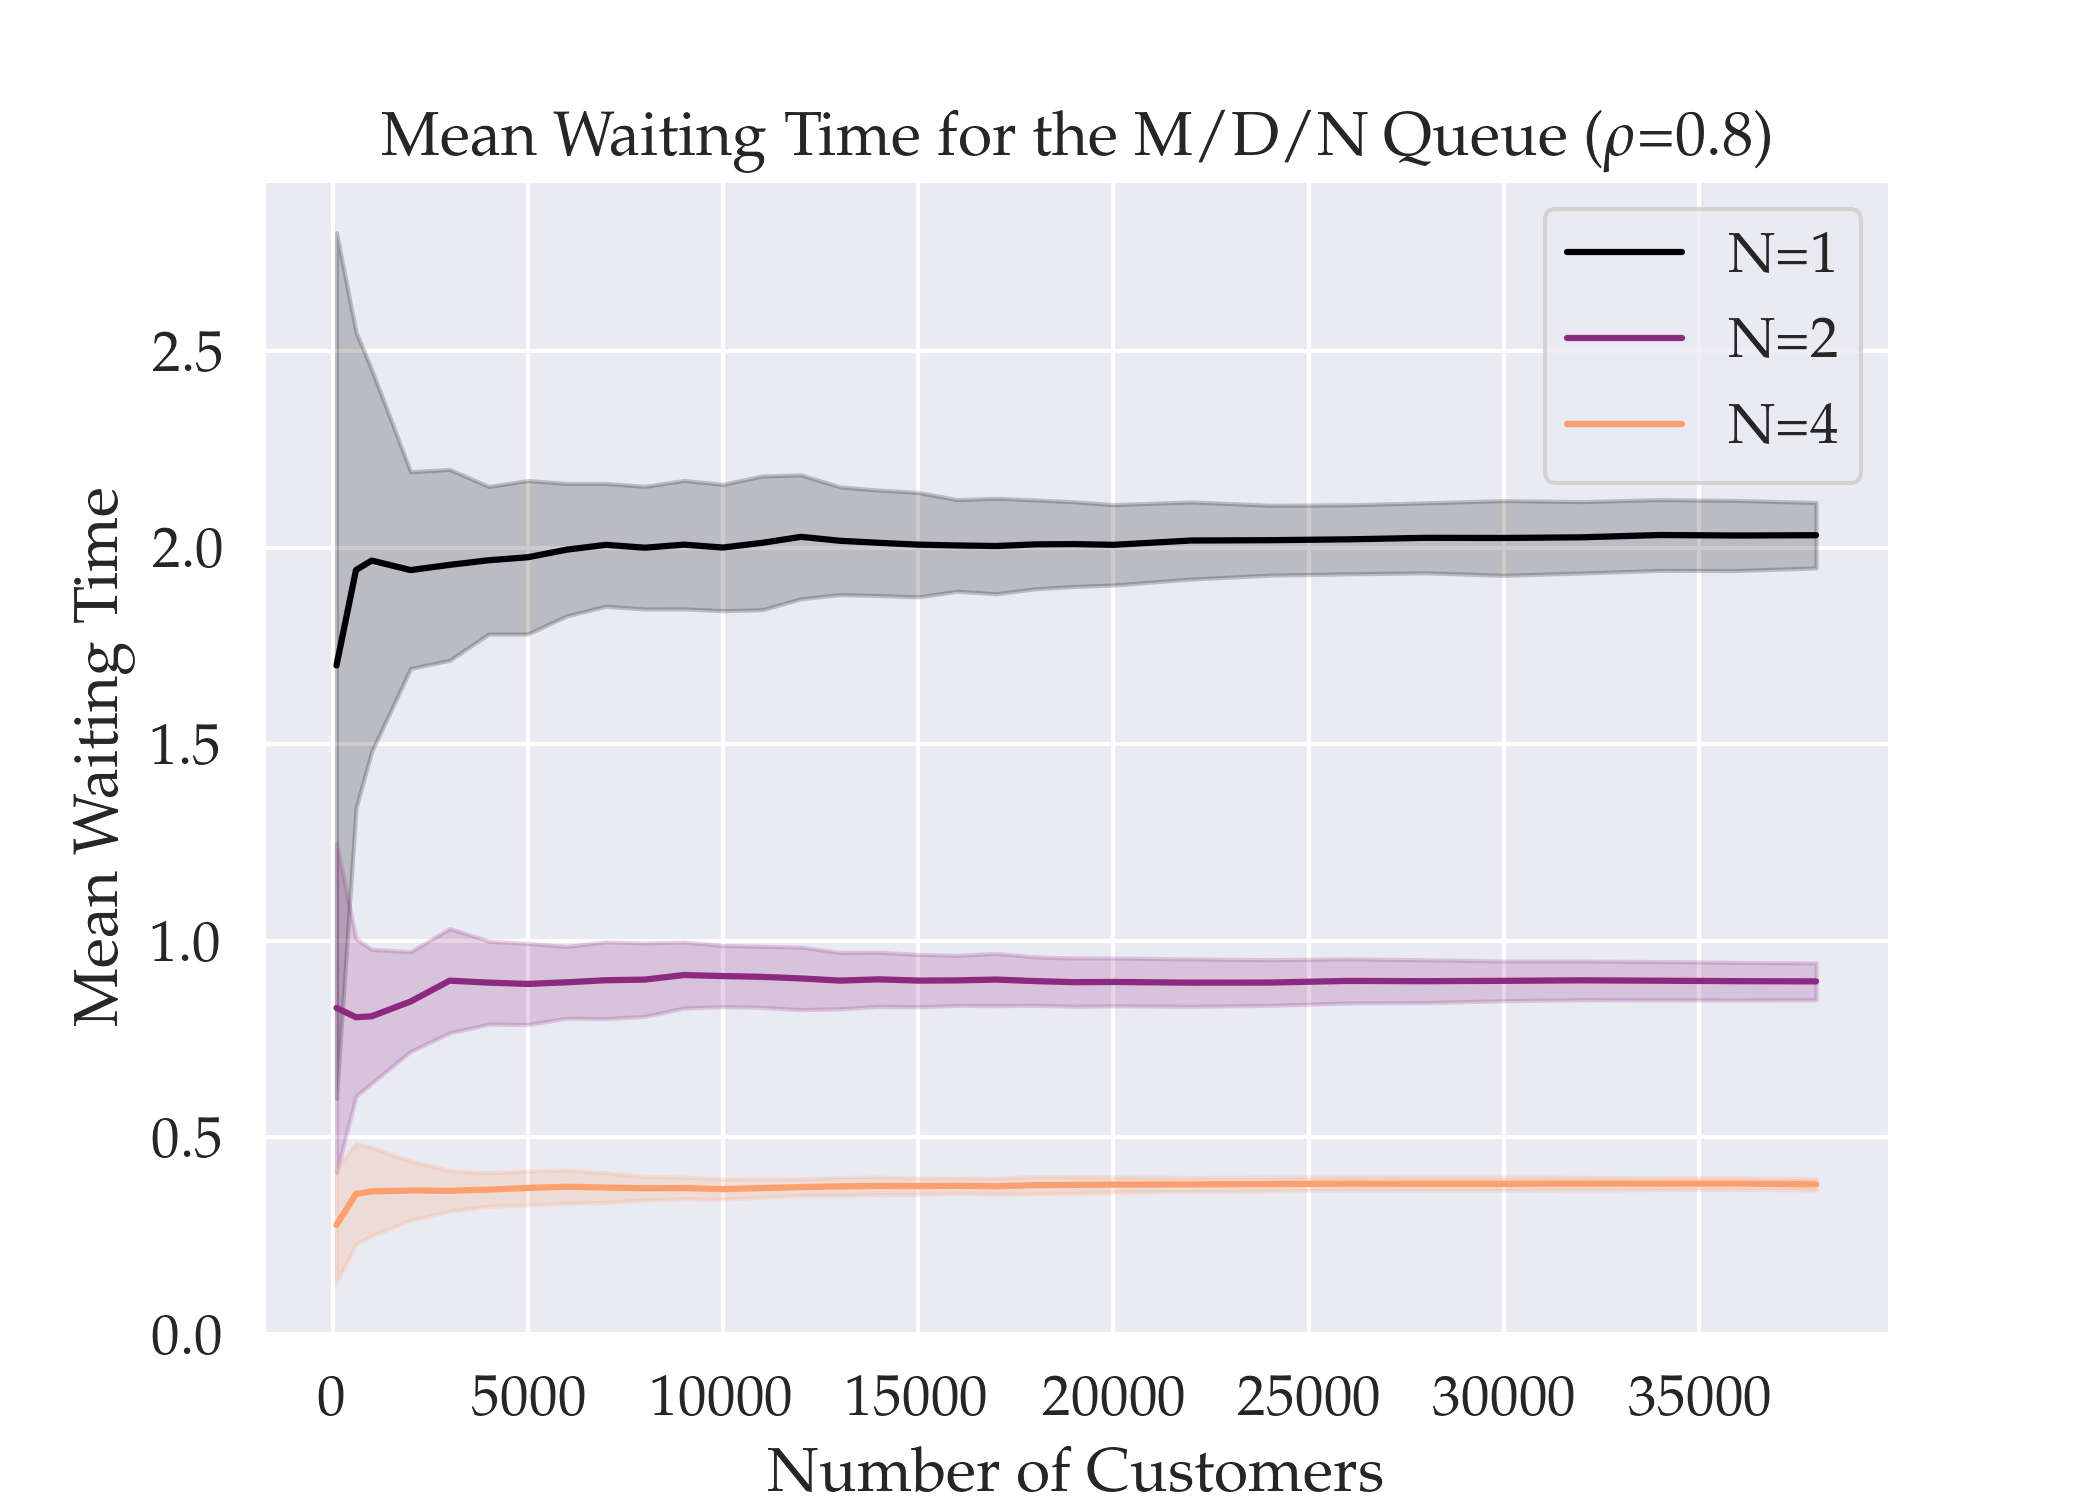 Mean Waiting Time for the M/D/N Queue (ρ=0.8)
N=1
N=2
N=4
Mean Waiting Time
2.5
2.0
1.5
1.0
0.5
0.0
0 5000 10000 15000 20000 25000 30000 35000
Number of Customers